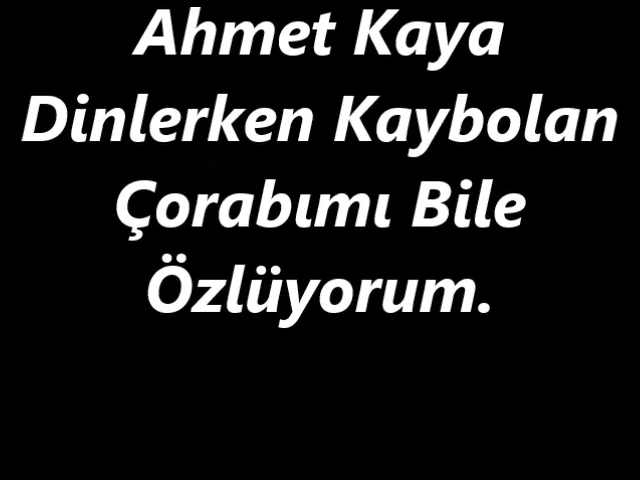 Ahmet Kaya
Dinlerken Kaybolan
Çorabımı Bile
Özlüyorum.